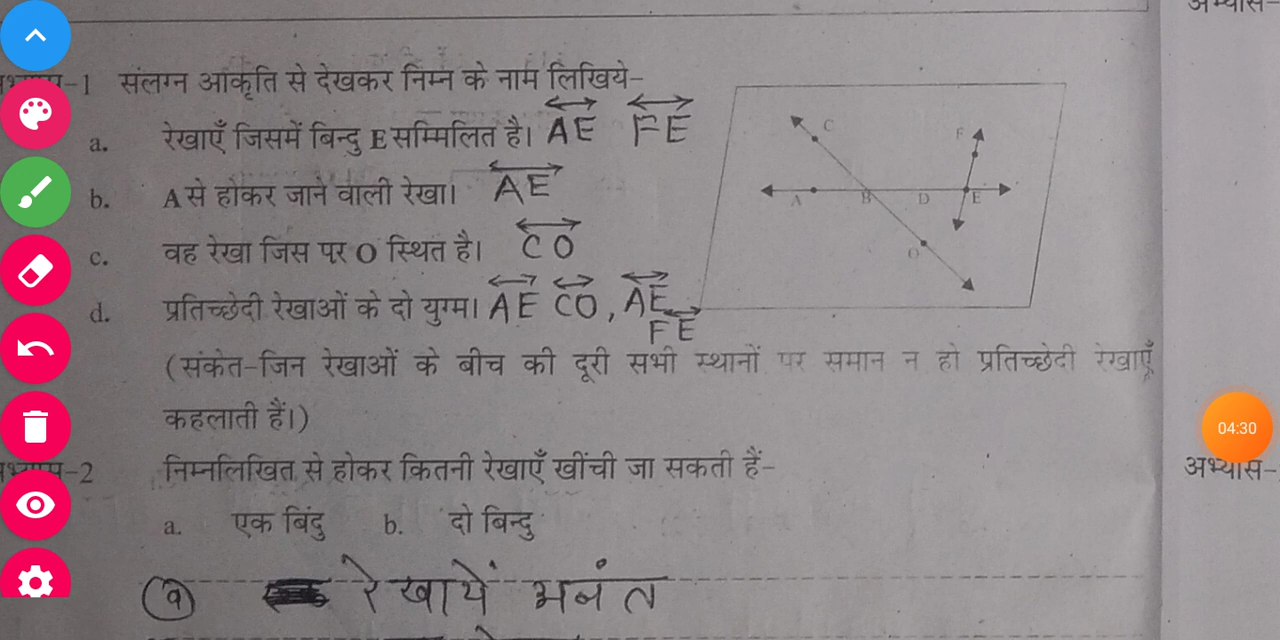 अभ्यास-
भ्यास-1 संलग्न आकृति से देखकर निम्न के नाम लिखिये-
a. रेखाएँ जिसमें बिन्दु E सम्मिलित है। AE FE
b. A से होकर जाने वाली रेखा। AE
c. वह रेखा जिस पर O स्थित है। CO
d. प्रतिच्छेदी रेखाओं के दो युग्म। AE CO, AE
FE
C
F
A B D E
O
(संकेत-जिन रेखाओं के बीच की दूरी सभी स्थानों पर समान न हो प्रतिच्छेदी रेखाएँ
कहलाती हैं।)
04:30
भ्यास-2 निम्नलिखित से होकर कितनी रेखाएँ खींची जा सकती हैं-
अभ्यास-
a. एक बिंदु b. दो बिन्दु
(a) रेखायें अनंत